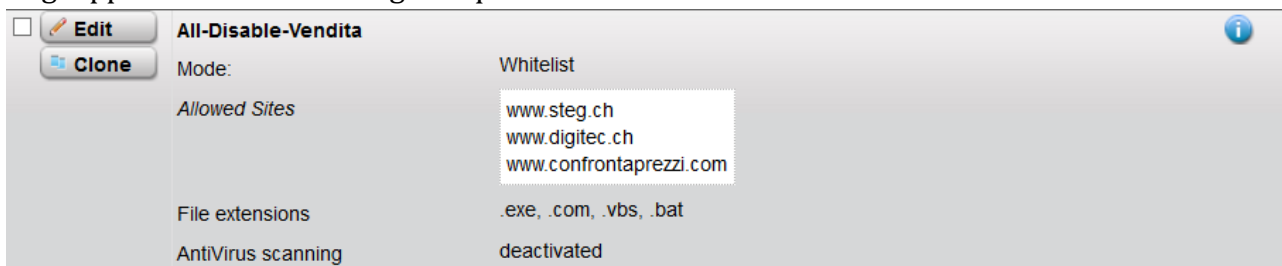 Edit All-Disable-Vendita
Clone Mode: Whitelist
Allowed Sites www.steg.ch
www.digitec.ch
www.confrontaprezzi.com
File extensions .exe, .com, .vbs, .bat
AntiVirus scanning deactivated